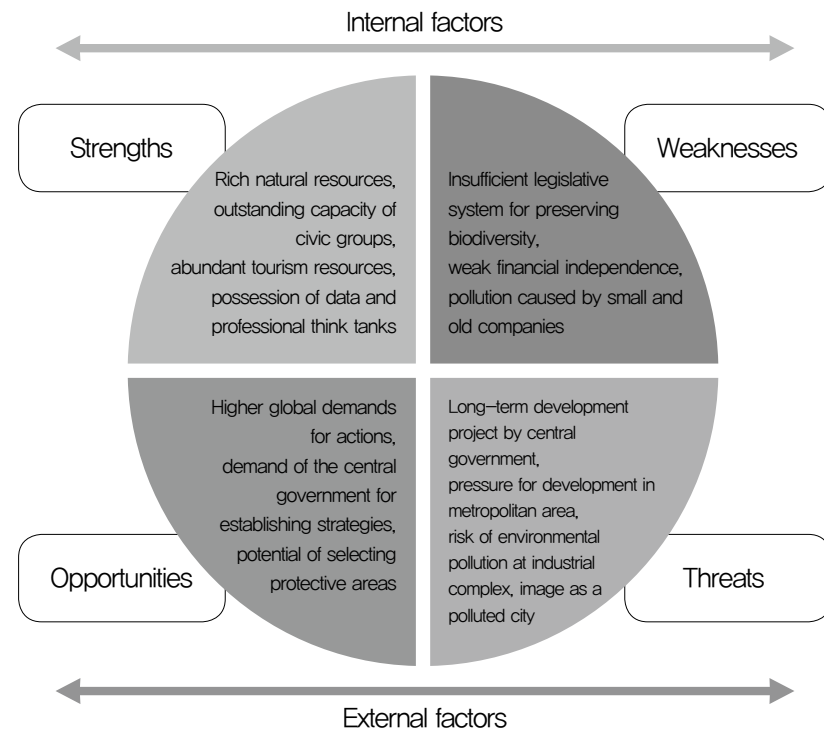 Internal factors
Strengths
Rich natural resources,
outstanding capacity of
civic groups,
abundant tourism resources,
possession of data and
professional think tanks
Weaknesses
Insufficient legislative
system for preserving
biodiversity,
weak financial independence,
pollution caused by small and
old companies
Opportunities
Higher global demands
for actions,
demand of the central
government for
establishing strategies,
potential of selecting
protective areas
Threats
Long-term development
project by central
government,
pressure for development in
metropolitan area,
risk of environmental
pollution at industrial
complex, image as a
polluted city
External factors